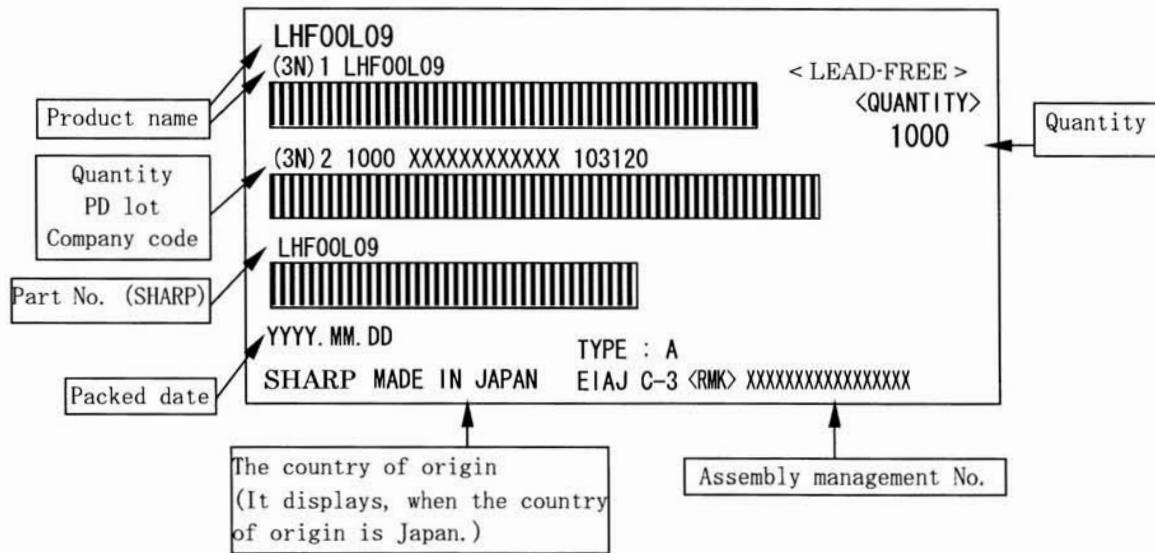 LHF00L09
(3N)1 LHF00L09
< LEAD-FREE >
<QUANTITY>
1000
Product name
Quantity
(3N)2 1000 XXXXXXXXXXXX 103120
Quantity
PD lot
Company code
LHF00L09
Part No. (SHARP)
YYYY.MM.DD
TYPE : A
SHARP MADE IN JAPAN
EIAJ C-3 <RMK> XXXXXXXXXXXXXXXXX
Packed date
The country of origin
(It displays, when the country
of origin is Japan.)
Assembly management No.